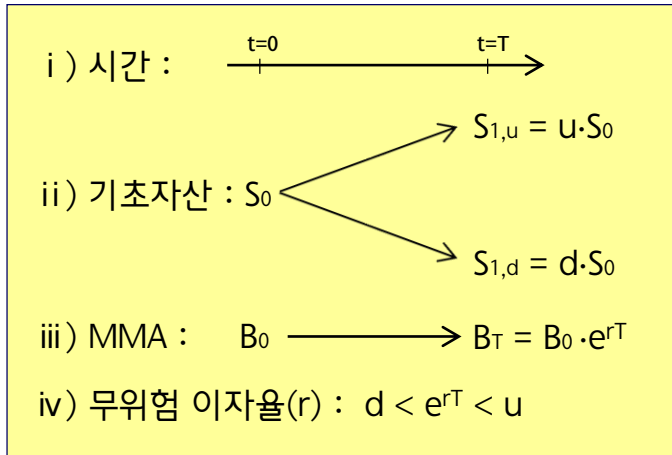 t=0 t=T
i ) 시간 :
S1,u = u·S0
ii ) 기초자산 : S0
S1,d = d·S0
iii ) MMA : B0 BT = B0 ·erT
iv ) 무위험 이자율(r) : d < erT < u